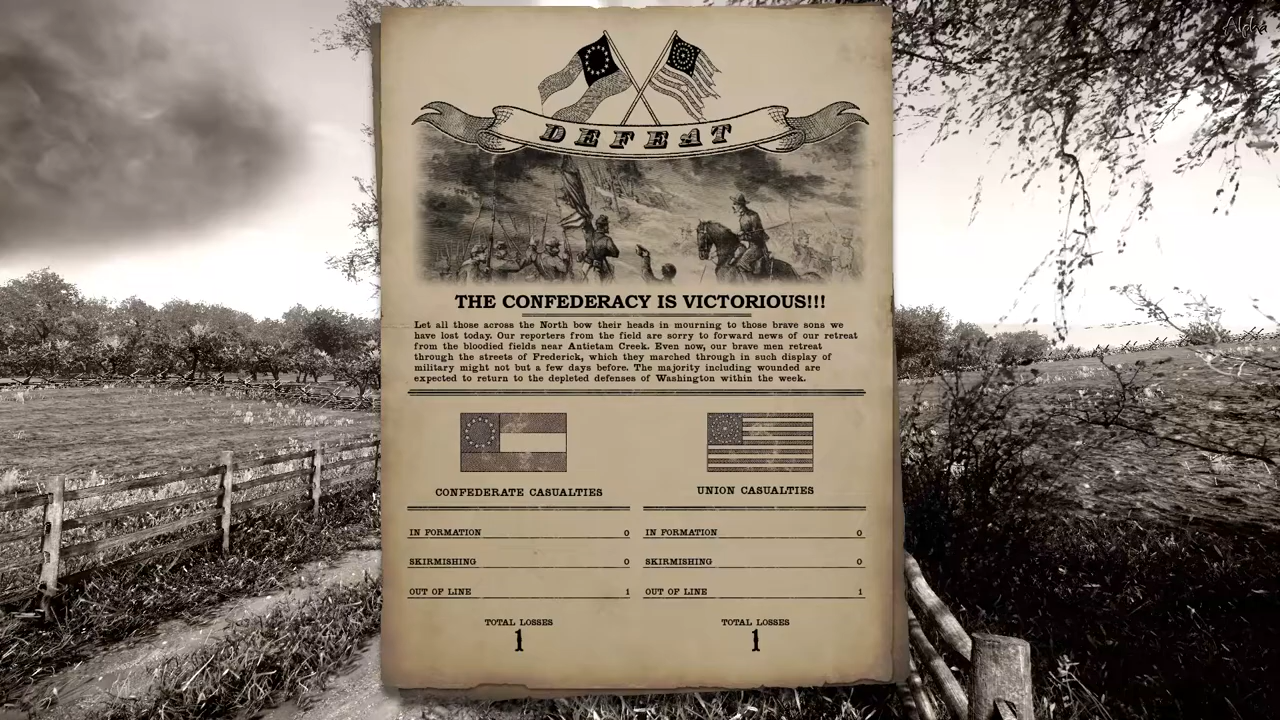 Alpha
DEFEAT
THE CONFEDERACY IS VICTORIOUS!!!
Let all those across the North bow their heads in mourning to those brave sons we
have lost today. Our reporters from the field are sorry to forward news of our retreat
from the bloodied fields near Antietam Creek. Even now, our brave men retreat
through the streets of Frederick, which they marched through in such display of
military might not but a few days before. The majority including wounded are
expected to return to the depleted defenses of Washington within the week.
CONFEDERATE CASUALTIES
IN FORMATION 0
SKIRMISHING 0
OUT OF LINE 1
TOTAL LOSSES
1
UNION CASUALTIES
IN FORMATION 0
SKIRMISHING 0
OUT OF LINE 1
TOTAL LOSSES
1